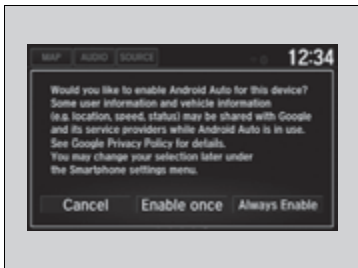 MAP AUDIO SOURCE 12:34
Would you like to enable Android Auto for this device?
Some user information and vehicle information
(e.g. location, speed, status) may be shared with Google
and its service providers while Android Auto is in use.
See Google Privacy Policy for details.
You may change your selection later under
the Smartphone settings menu.
Cancel Enable once Always Enable